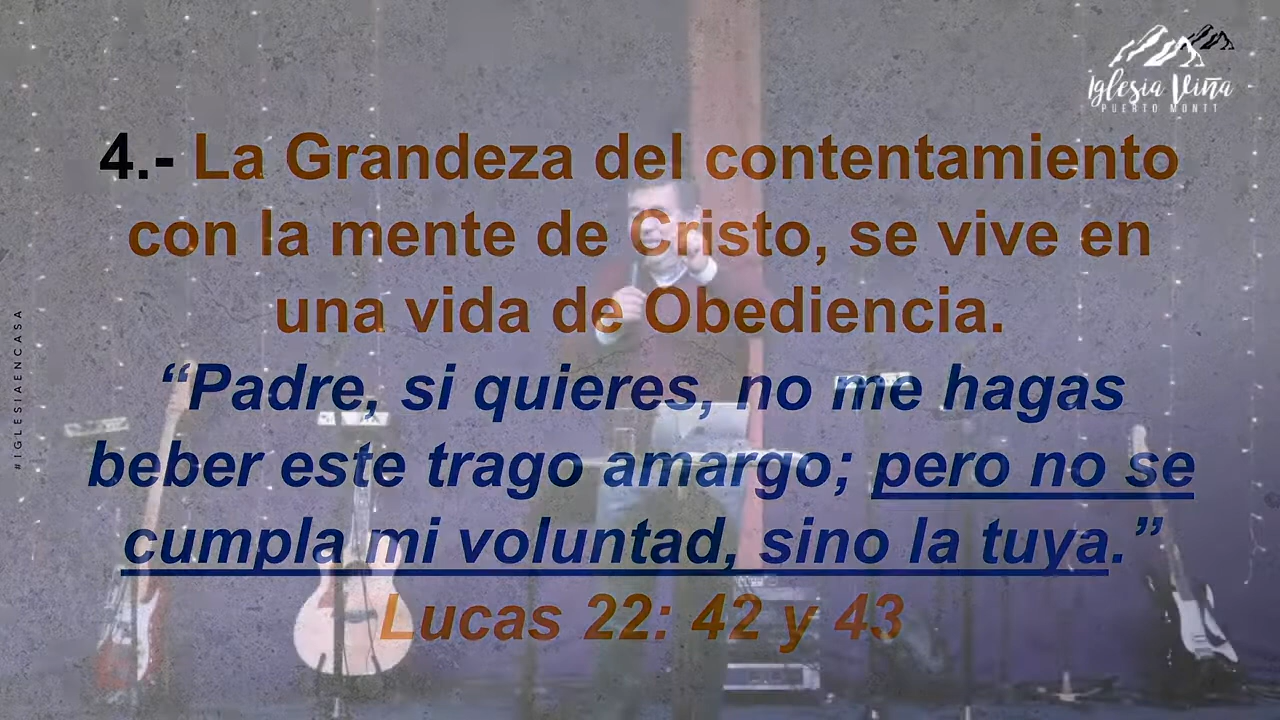 Iglesia Viña
PUERTO MONTT
4.- La Grandeza del contentamiento
con la mente de Cristo, se vive en
una vida de Obediencia.
“Padre, si quieres, no me hagas
beber este trago amargo; pero no se
cumpla mi voluntad, sino la tuya.”
Lucas 22: 42 y 43
#IGLESIAENCASA